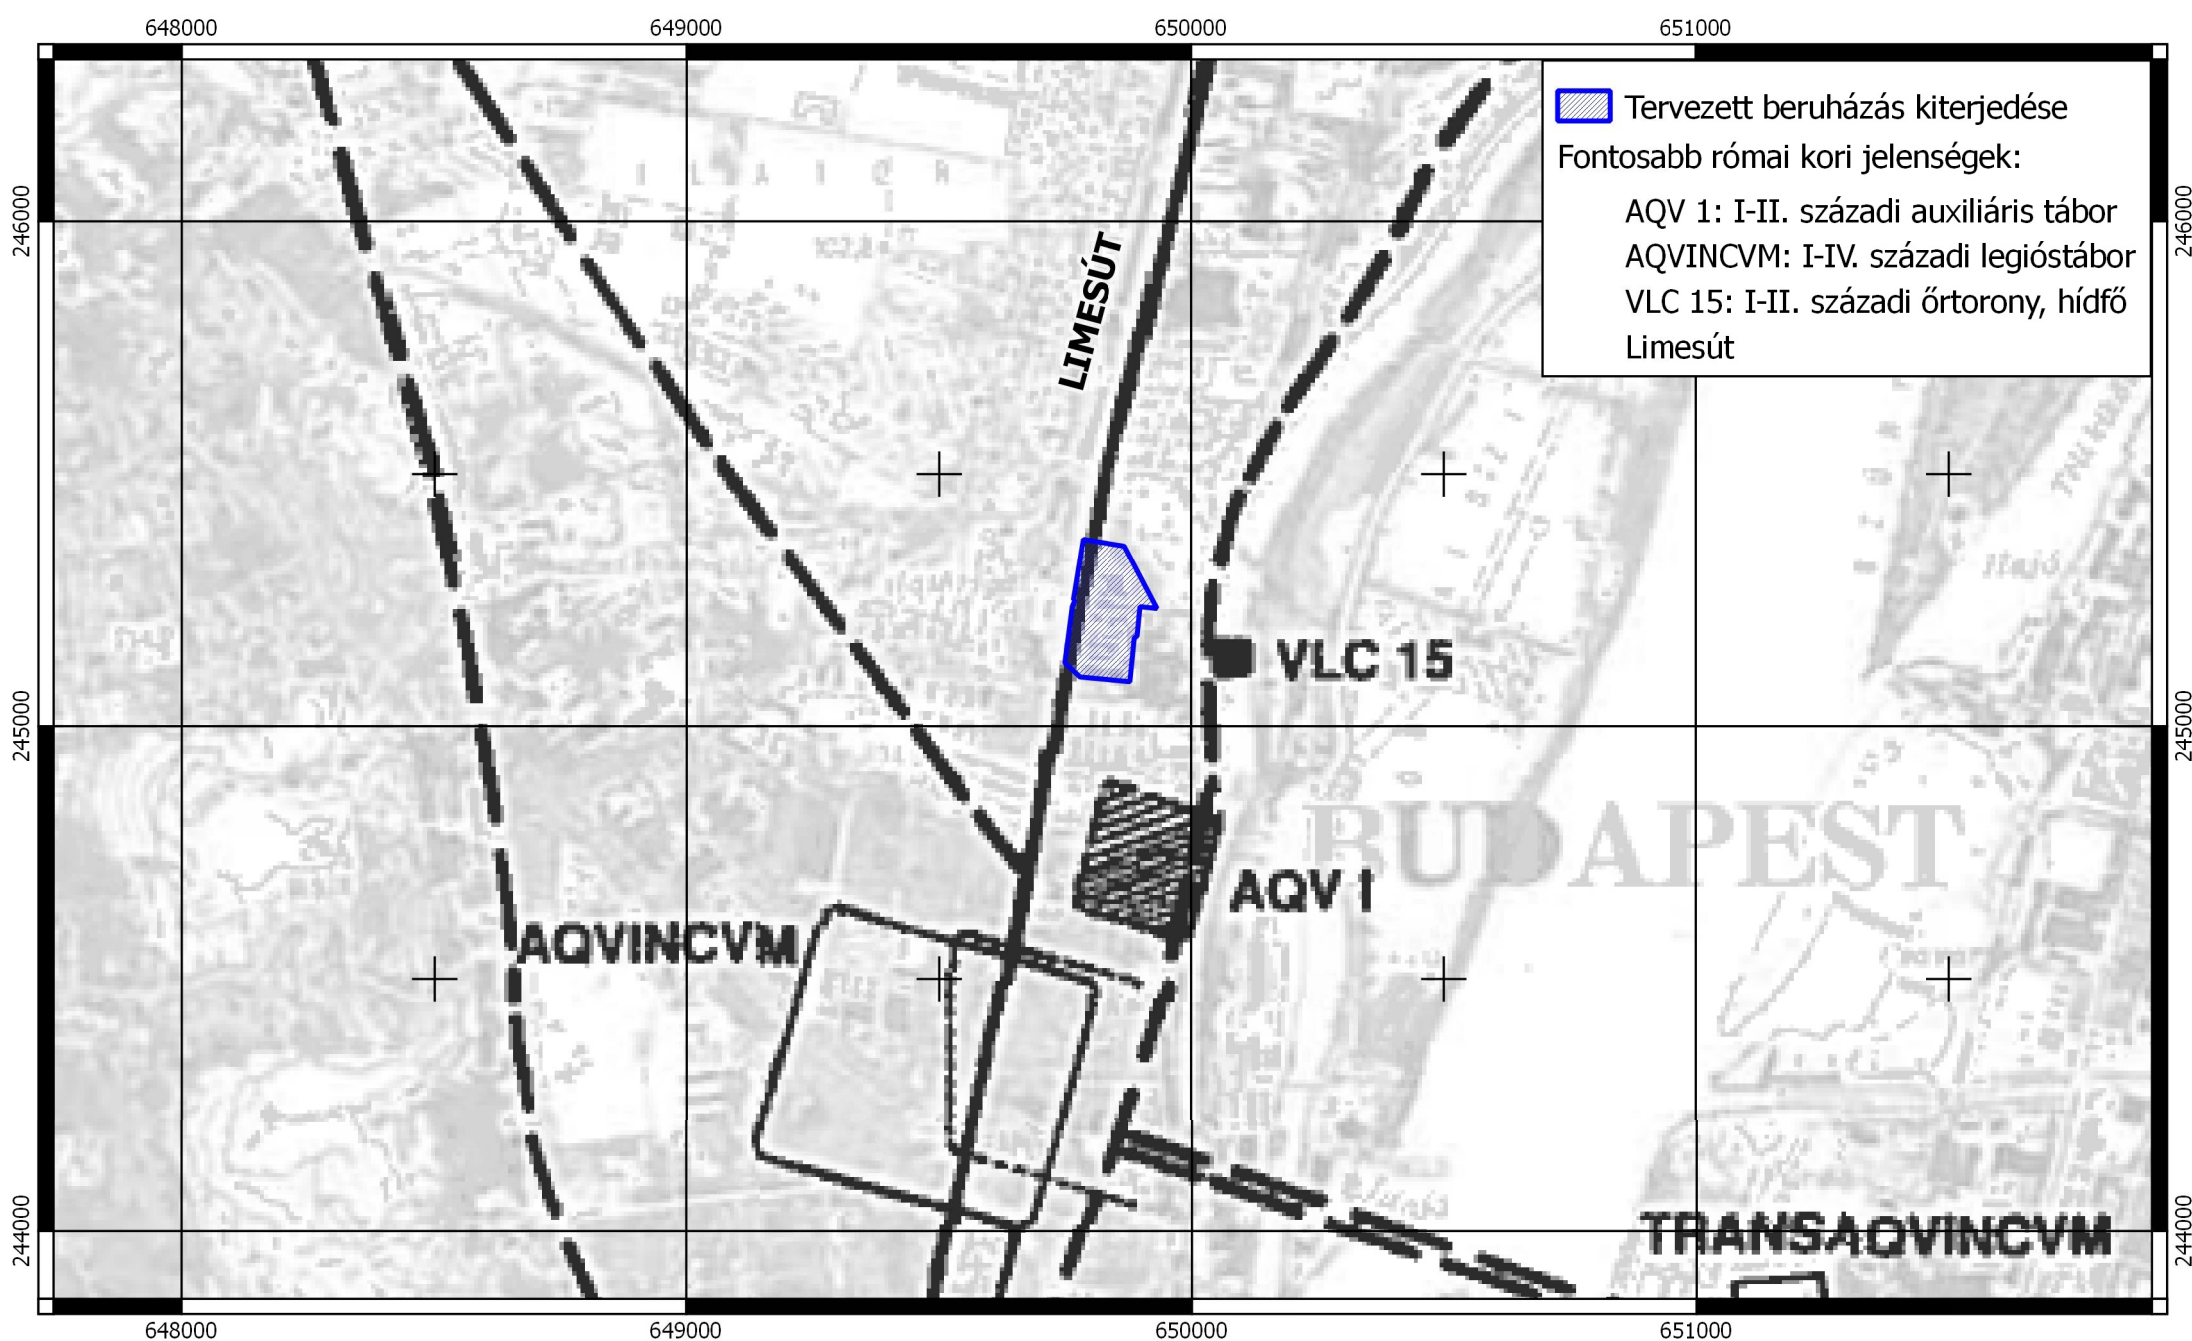 648000
649000
650000
651000
246000
246000
Tervezett beruházás kiterjedése
Fontosabb római kori jelenségek:
AQV 1: I-II. századi auxiliáris tábor
AQVINCVM: I-IV. századi legióstábor
VLC 15: I-II. századi őrtorony, hídfő
Limesút
LIMESÚT
VLC 15
245000
245000
BUDAPEST
AQV I
AQVINCVM
244000
TRANSAQVINCVM
244000
648000
649000
650000
651000